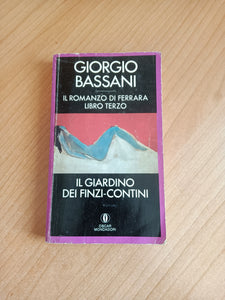 GIORGIO
BASSANI
IL ROMANZO DI FERRARA
LIBRO TERZO
IL GIARDINO
DEI FINZI-CONTINI
OSCAR
MONDADORI